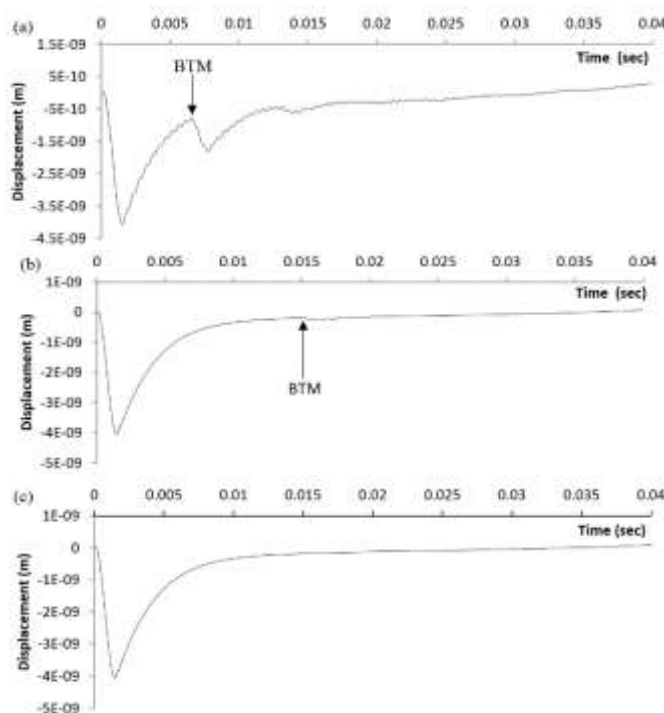 (a)
0 0.005 0.01 0.015 0.02 0.025 0.03 0.035 0.04
1.5E-09
Time (sec)
BTM
5E-10
-5E-10
-1.5E-09
-2.5E-09
-3.5E-09
-4.5E-09
Displacement (m)
(b)
0 0.005 0.01 0.015 0.02 0.025 0.03 0.035 0.04
1E-09
Time (sec)
0
-1E-09
-2E-09
BTM
-3E-09
-4E-09
-5E-09
Displacement (m)
(c)
0 0.005 0.01 0.015 0.02 0.025 0.03 0.035 0.04
1E-09
Time (sec)
0
-1E-09
-2E-09
-3E-09
-4E-09
-5E-09
Displacement (m)